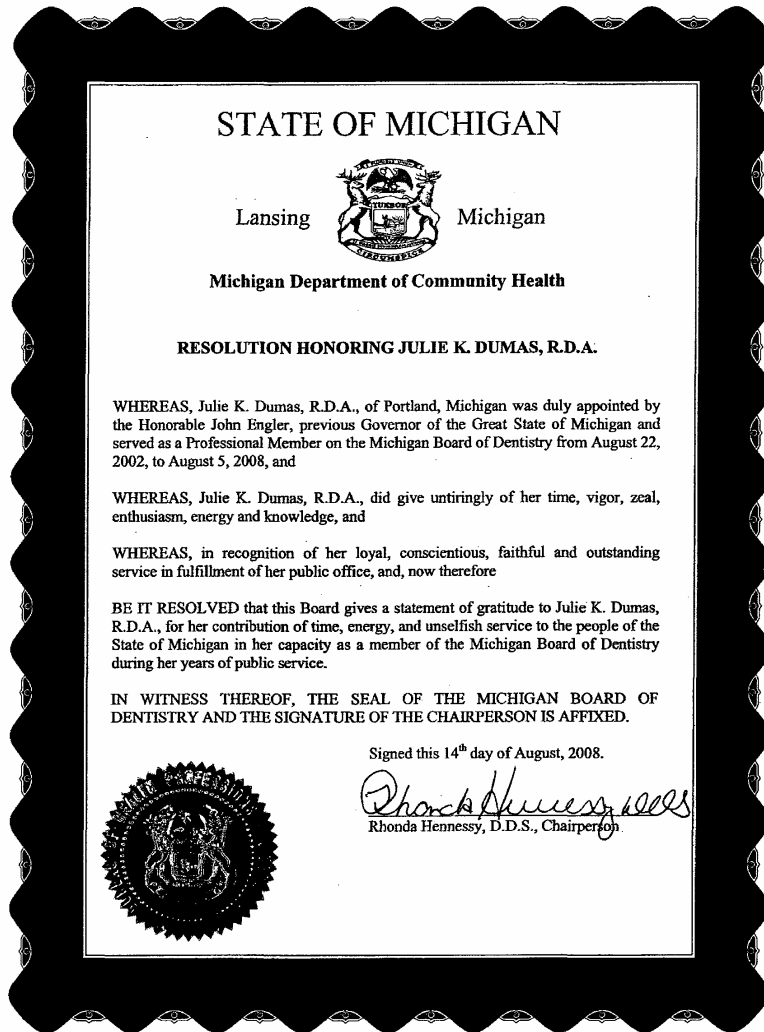 STATE OF MICHIGAN
TUEBOR
Lansing Michigan
CIRCUMSPICE
Michigan Department of Community Health
RESOLUTION HONORING JULIE K. DUMAS, R.D.A.
WHEREAS, Julie K. Dumas, R.D.A., of Portland, Michigan was duly appointed by
the Honorable John Engler, previous Governor of the Great State of Michigan and
served as a Professional Member on the Michigan Board of Dentistry from August 22,
2002, to August 5, 2008, and
WHEREAS, Julie K. Dumas, R.D.A., did give untiringly of her time, vigor, zeal,
enthusiasm, energy and knowledge, and
WHEREAS, in recognition of her loyal, conscientious, faithful and outstanding
service in fulfillment of her public office, and, now therefore
BE IT RESOLVED that this Board gives a statement of gratitude to Julie K. Dumas,
R.D.A., for her contribution of time, energy, and unselfish service to the people of the
State of Michigan in her capacity as a member of the Michigan Board of Dentistry
during her years of public service.
IN WITNESS THEREOF, THE SEAL OF THE MICHIGAN BOARD OF
DENTISTRY AND THE SIGNATURE OF THE CHAIRPERSON IS AFFIXED.
Signed this 14th day of August, 2008.
Rhonda Hennessy DDS
Rhonda Hennessy, D.D.S., Chairperson